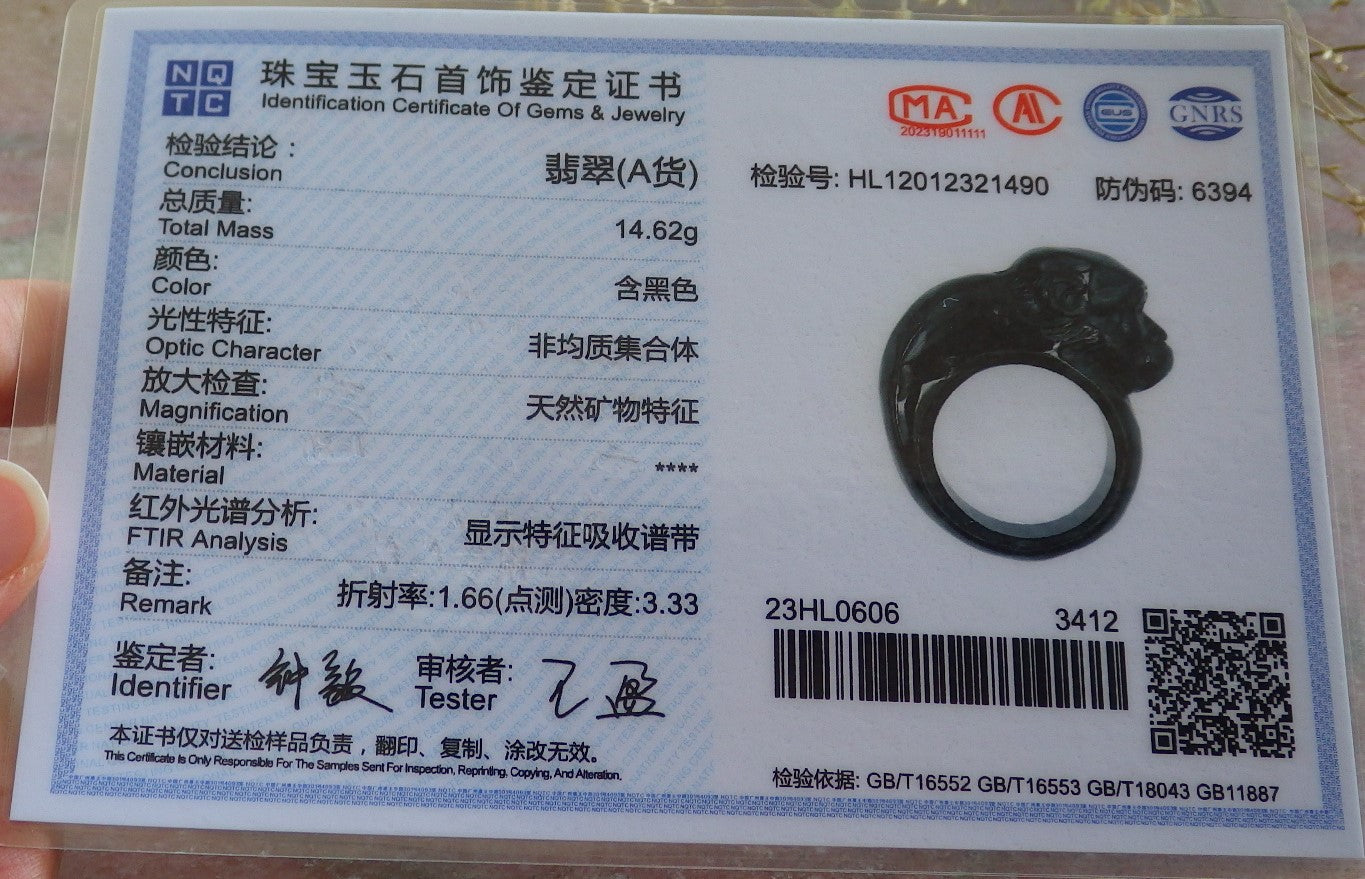 NQ
TC
珠宝玉石首饰鉴定证书
Identification Certificate Of Gems & Jewelry
检验结论：
Conclusion
翡翠(A货)
总质量:
Total Mass
14.62g
颜色:
Color
含黑色
光性特征:
Optic Character
非均质集合体
放大检查:
Magnification
天然矿物特征
镶嵌材料:
Material
****
红外光谱分析:
FTIR Analysis
显示特征吸收谱带
备注:
Remark
折射率:1.66(点测)密度:3.33
鉴定者:
Identifier
审核者:
Tester
本证书仅对送检样品负责，翻印、复制、涂改无效。
This Certificate Is Only Responsible For The Samples Sent For Inspection, Reprinting, Copying, And Alteration.
MA
202319011111
GNRS
检验号: HL12012321490
防伪码: 6394
23HL0606
3412
检验依据: GB/T16552 GB/T16553 GB/T18043 GB11887